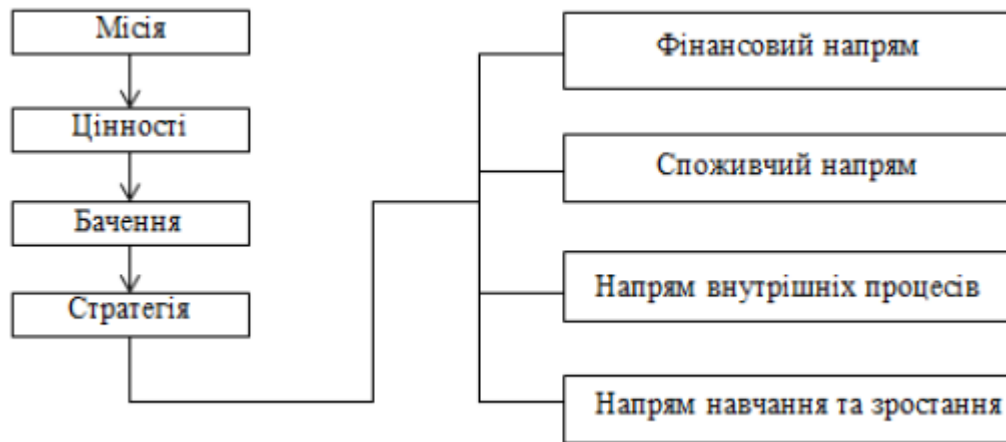 Місія
Цінності
Бачення
Стратегія
Фінансовий напрям
Споживчий напрям
Напрям внутрішніх процесів
Напрям навчання та зростання